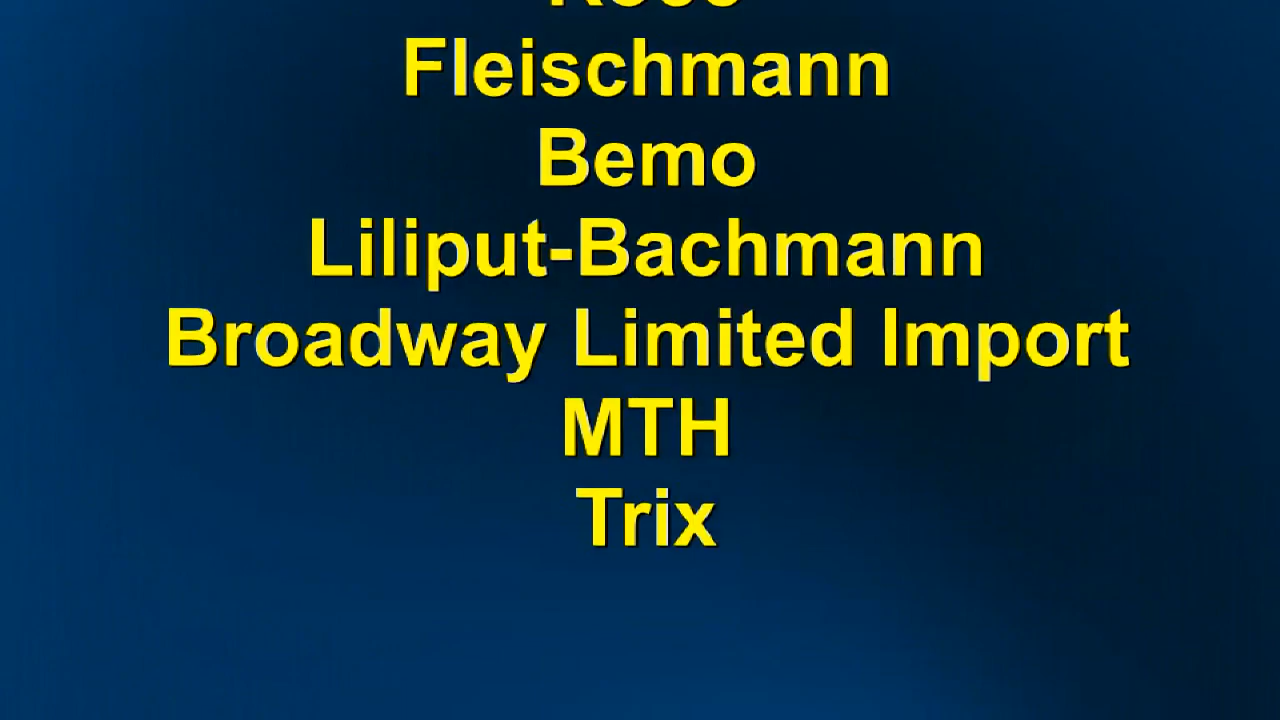 Fleischmann
Bemo
Liliput-Bachmann
Broadway Limited Import
MTH
Trix